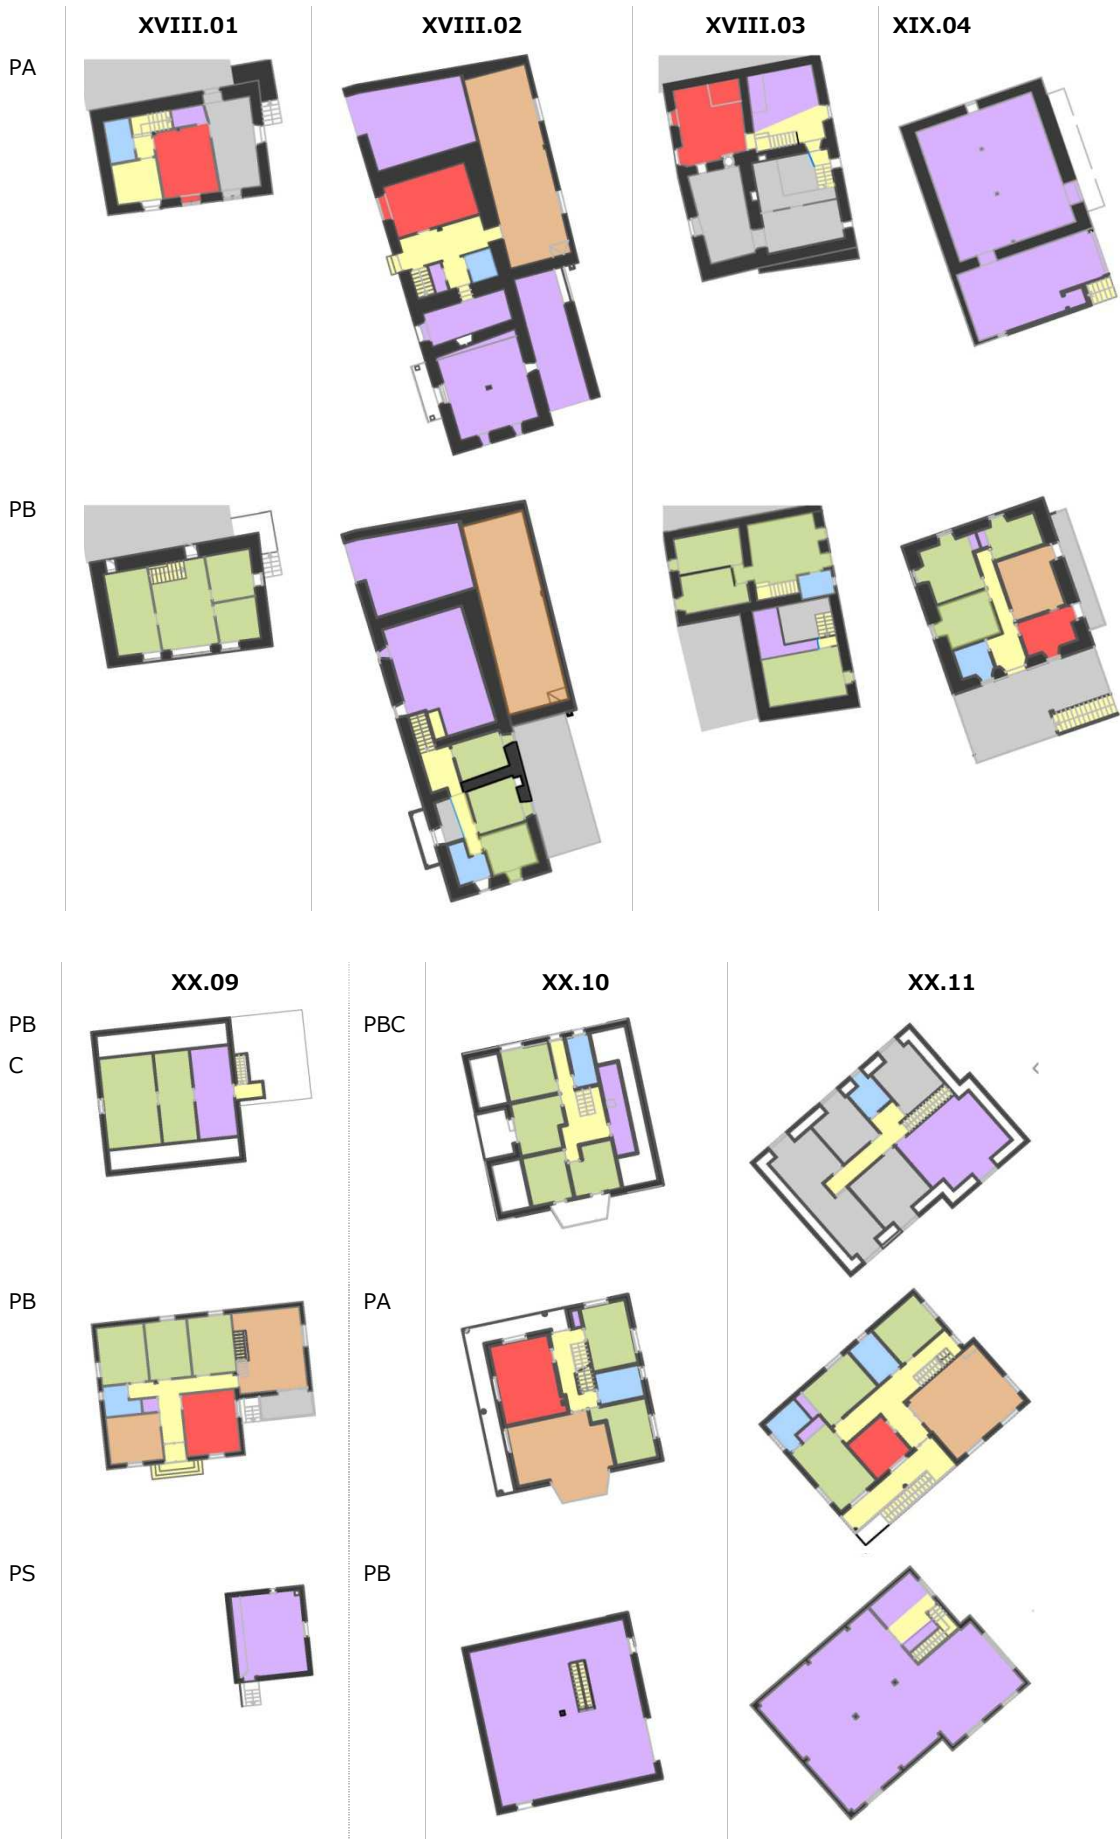 XVIII.01 XVIII.02 XVIII.03 XIX.04
PA
PB
XX.09 XX.10 XX.11
PB PBC
C
PB PA
PS PB